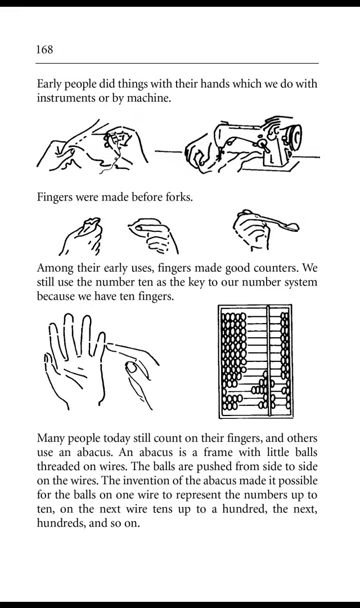 168
Early people did things with their hands which we do with
instruments or by machine.
Fingers were made before forks.
Among their early uses, fingers made good counters. We
still use the number ten as the key to our number system
because we have ten fingers.
Many people today still count on their fingers, and others
use an abacus. An abacus is a frame with little balls
threaded on wires. The balls are pushed from side to side
on the wires. The invention of the abacus made it possible
for the balls on one wire to represent the numbers up to
ten, on the next wire tens up to a hundred, the next,
hundreds, and so on.